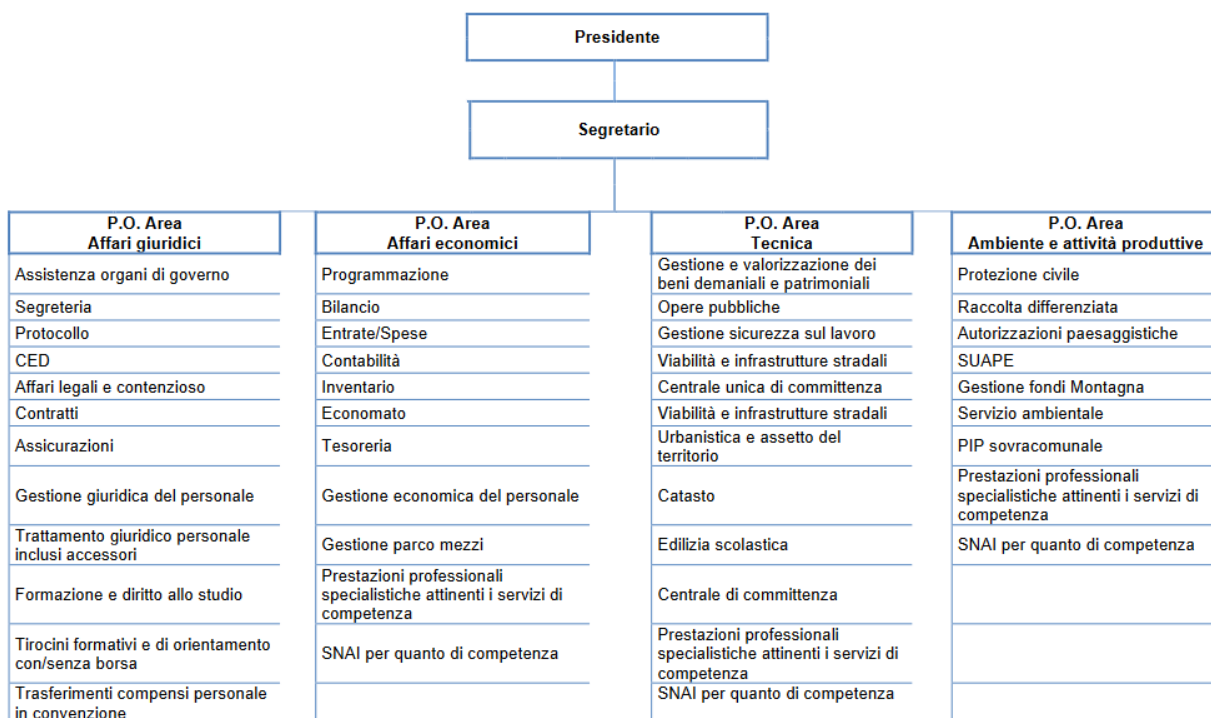 Presidente
Segretario
P.O. Area
Affari giuridici
Assistenza organi di governo
Segreteria
Protocollo
CED
Affari legali e contenzioso
Contratti
Assicurazioni
Gestione giuridica del personale
Trattamento giuridico personale
inclusi accessori
Formazione e diritto allo studio
Tirocini formativi e di orientamento
con/senza borsa
Trasferimenti compensi personale
in convenzione
P.O. Area
Affari economici
Programmazione
Bilancio
Entrate/Spese
Contabilità
Inventario
Economato
Tesoreria
Gestione economica del personale
Gestione parco mezzi
Prestazioni professionali
specialistiche attinenti i servizi di
competenza
SNAI per quanto di competenza
P.O. Area
Tecnica
Gestione e valorizzazione dei
beni demaniali e patrimoniali
Opere pubbliche
Gestione sicurezza sul lavoro
Viabilità e infrastrutture stradali
Centrale unica di committenza
Viabilità e infrastrutture stradali
Urbanistica e assetto del
territorio
Catasto
Edilizia scolastica
Centrale di committenza
Prestazioni professionali
specialistiche attinenti i servizi di
competenza
SNAI per quanto di competenza
P.O. Area
Ambiente e attività produttive
Protezione civile
Raccolta differenziata
Autorizzazioni paesaggistiche
SUAPE
Gestione fondi Montagna
Servizio ambientale
PIP sovracomunale
Prestazioni professionali
specialistiche attinenti i servizi di
competenza
SNAI per quanto di competenza